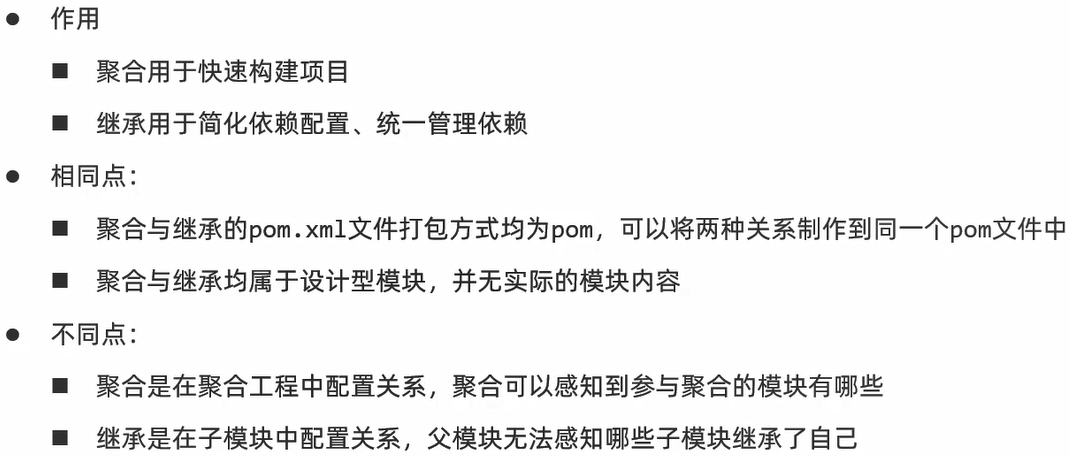 作用
聚合用于快速构建项目
继承用于简化依赖配置、统一管理依赖
相同点：
聚合与继承的pom.xml文件打包方式均为pom，可以将两种关系制作到同一个pom文件中
聚合与继承均属于设计型模块，并无实际的模块内容
不同点：
聚合是在聚合工程中配置关系，聚合可以感知到参与聚合的模块有哪些
继承是在子模块中配置关系，父模块无法感知哪些子模块继承了自己